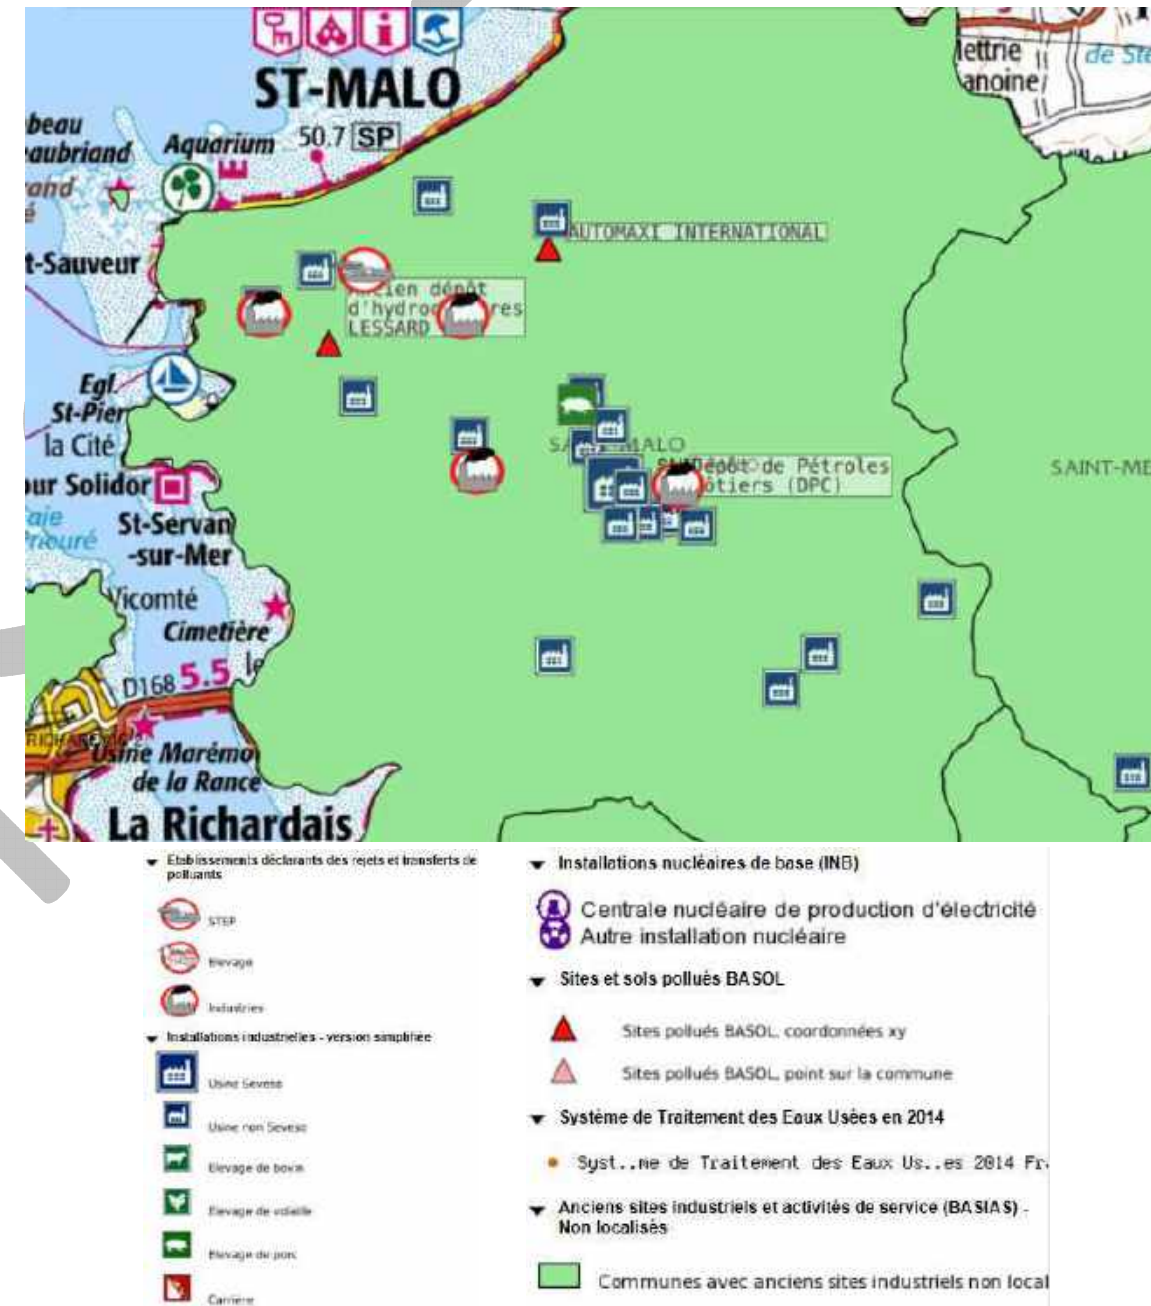 ST-MALO
50.7 SP
Aquarium
beau
aubriand
t-Sauveur
AUTOMAXI INTERNATIONAL
dépôt
d'hydro res
LESSARD
Egl.
St-Pier
la Cité
ur Solidor
St-Servan
-sur-Mer
Vicomté
Cimetière
le
D168 5.5
Usine Marémo
de la Rance
La Richardais
MALO
Dépôt de Pétroles
ôtiers (DPC)
SAINT-ME
lettrie
anoine
de Ste
Etablissements déclarants des rejets et transferts de
polluants
STEP
Elevage
Industries
Installations industrielles - version simplifiée
Usine Seveso
Usine non Seveso
Elevage de bovin
Elevage de volaille
Elevage de porc
Carrière
Installations nucléaires de base (INB)
Centrale nucléaire de production d'électricité
Autre installation nucléaire
Sites et sols pollués BASOL
Sites pollués BASOL, coordonnées xy
Sites pollués BASOL, point sur la commune
Système de Traitement des Eaux Usées en 2014
Syst..me de Traitement des Eaux Us..es 2014 Fr
Anciens sites industriels et activités de service (BASIAS) -
Non localisés
Communes avec anciens sites industriels non local